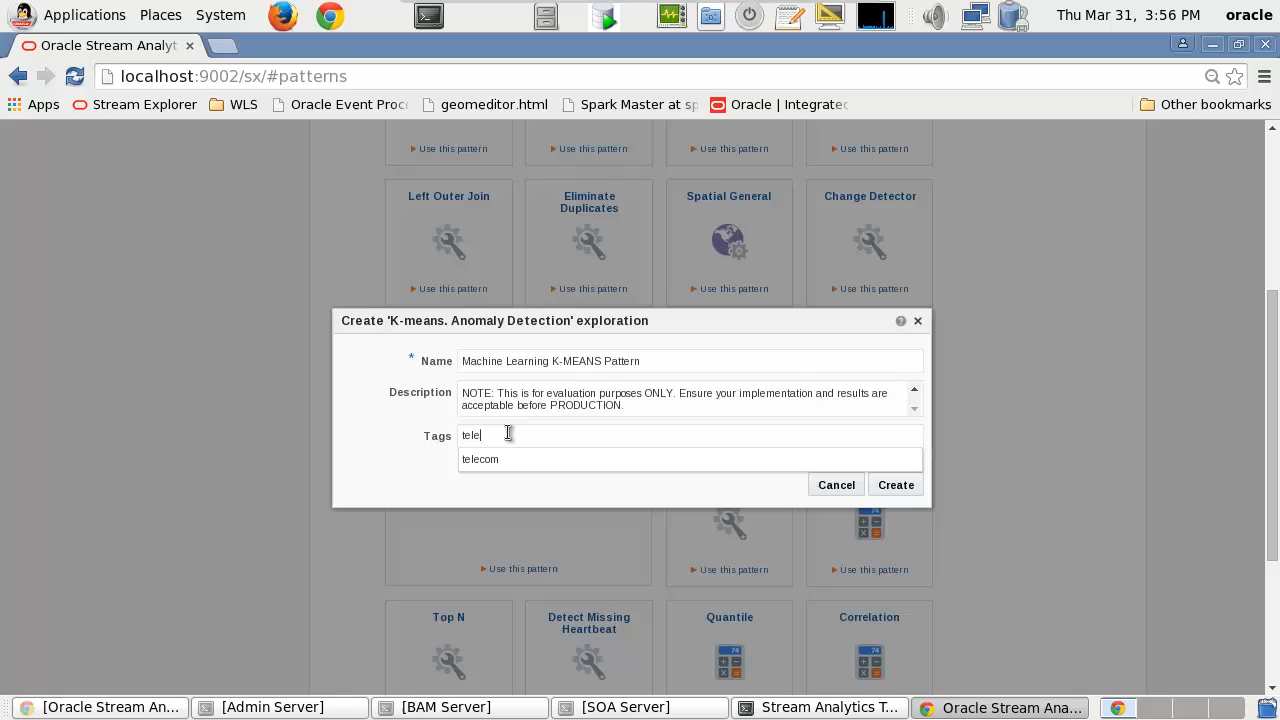 Applications Places System
Thu Mar 31, 3:56 PM oracle
Oracle Stream Analyt
localhost:9002/sx/#patterns
Apps Stream Explorer WLS Oracle Event Proc geomeditor.html Spark Master at sp Oracle | Integrate Other bookmarks
Use this pattern Use this pattern Use this pattern Use this pattern
Left Outer Join Eliminate Duplicates Spatial General Change Detector
Use this pattern Use this pattern Use this pattern Use this pattern
Create 'K-means. Anomaly Detection' exploration
* Name Machine Learning K-MEANS Pattern
Description NOTE: This is for evaluation purposes ONLY. Ensure your implementation and results are
acceptable before PRODUCTION.
Tags tele
telecom
Cancel Create
Use this pattern Use this pattern Use this pattern
Top N Detect Missing Heartbeat Quantile Correlation
74 74
[Oracle Stream An... [Admin Server] [BAM Server] [SOA Server] Stream Analytics T... Oracle Stream Ana...